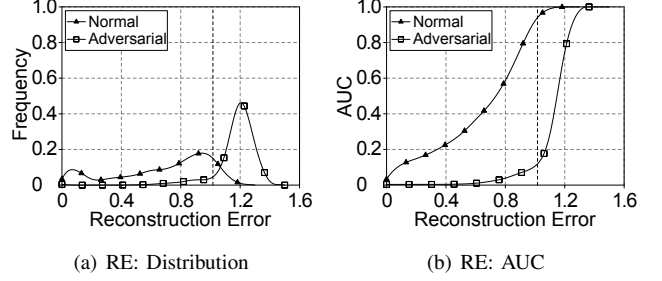 1.0
0.8
0.6
0.4
0.2
0
Frequency
Normal
Adversarial
0 0.4 0.8 1.2 1.6
Reconstruction Error
(a) RE: Distribution
1.0
0.8
0.6
0.4
0.2
0
AUC
Normal
Adversarial
0 0.4 0.8 1.2 1.6
Reconstruction Error
(b) RE: AUC